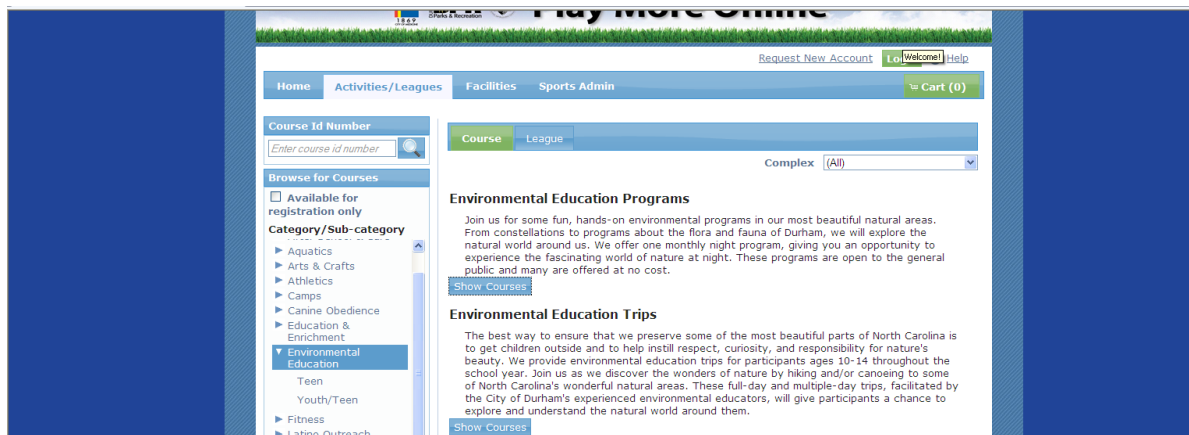 1869
Parks & Recreation
Play More Online
Request New Account
Welcome!
Help
Home Activities/Leagues Facilities Sports Admin Cart (0)
Course Id Number
Enter course id number
Browse for Courses
Available for
registration only
Category/Sub-category
Aquatics
Arts & Crafts
Athletics
Camps
Canine Obedience
Education &
Enrichment
Environmental
Education
Teen
Youth/Teen
Fitness
Latino Outreach
Course League
Complex (All)
Environmental Education Programs
Join us for some fun, hands-on environmental programs in our most beautiful natural areas.
From constellations to programs about the flora and fauna of Durham, we will explore the
natural world around us. We offer one monthly night program, giving you an opportunity to
experience the fascinating world of nature at night. These programs are open to the general
public and many are offered at no cost.
Show Courses
Environmental Education Trips
The best way to ensure that we preserve some of the most beautiful parts of North Carolina is
to get children outside and to help instill respect, curiosity, and responsibility for nature's
beauty. We provide environmental education trips for participants ages 10-14 throughout the
school year. Join us as we discover the wonders of nature by hiking and/or canoeing to some
of North Carolina's wonderful natural areas. These full-day and multiple-day trips, facilitated by
the City of Durham's experienced environmental educators, will give participants a chance to
explore and understand the natural world around them.
Show Courses